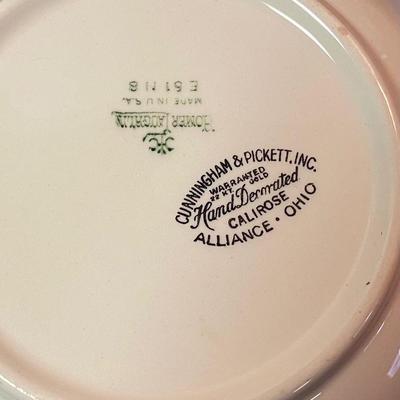 HOMER LAUGHLIN
MADE IN U.S.A.
E 51 N 8
CUNNINGHAM & PICKETT, INC.
WARRANTED
22 KT. GOLD
Hand Decorated
CALIROSE
ALLIANCE • OHIO